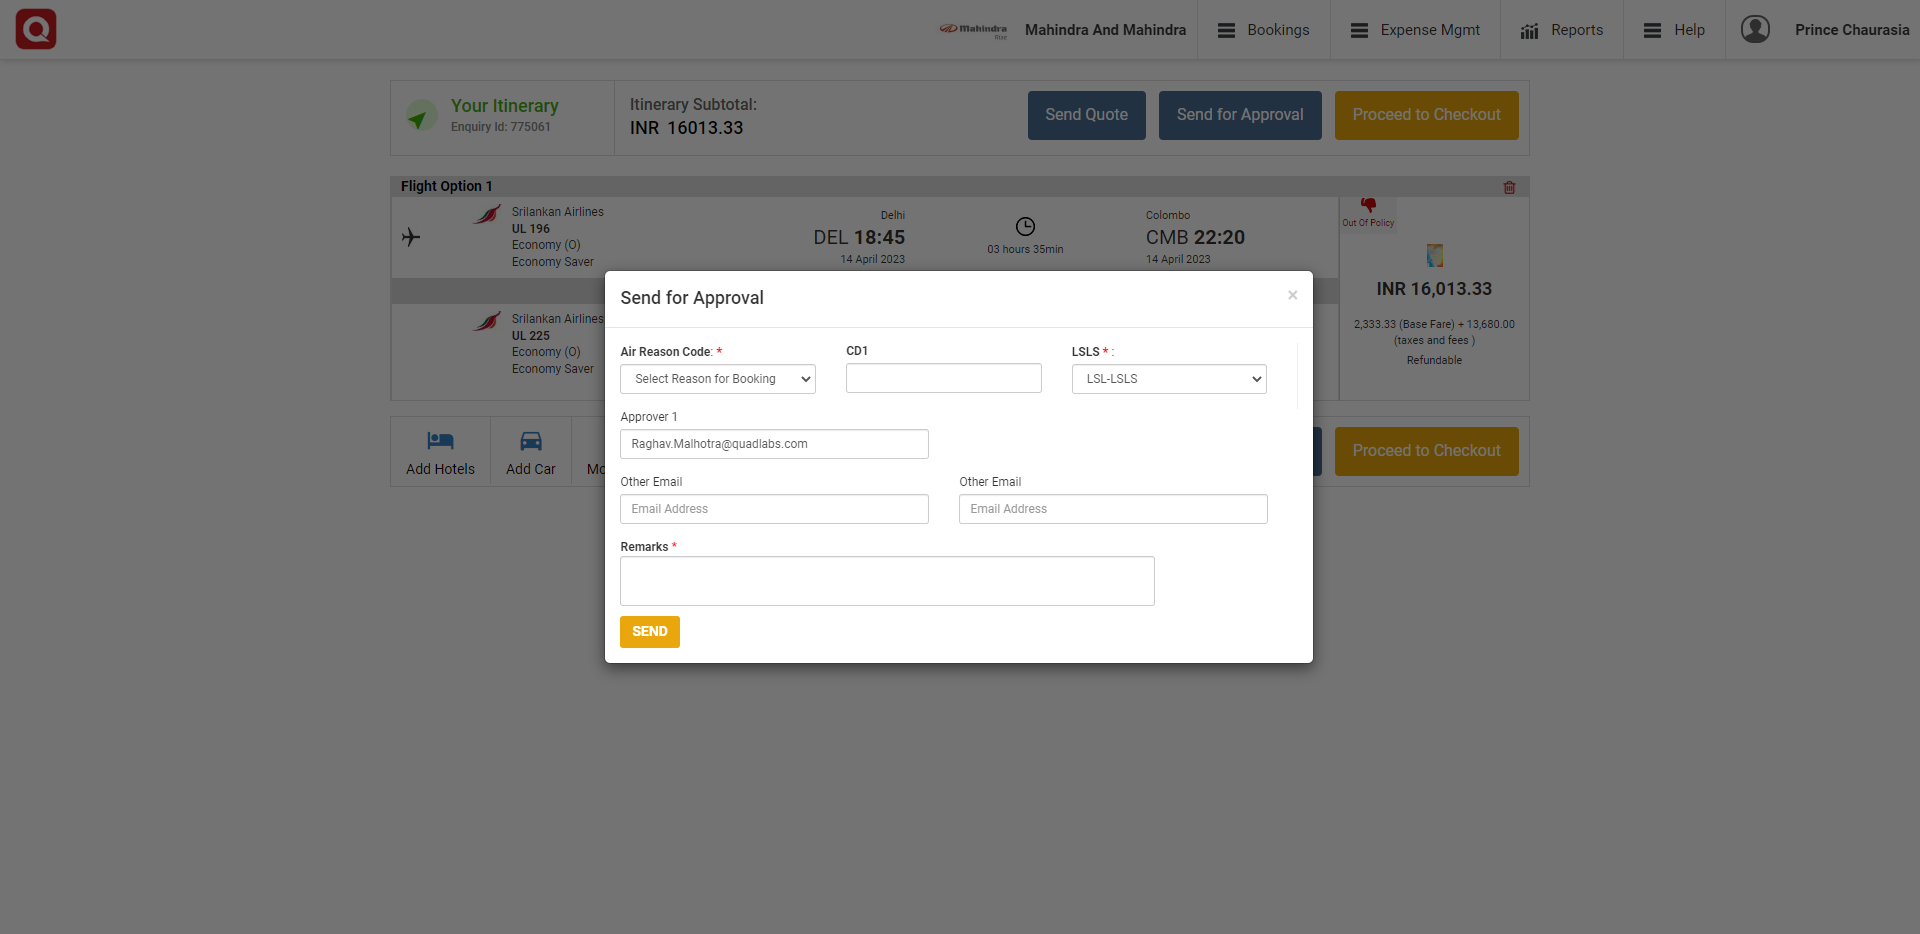 Mahindra
Rise
Mahindra And Mahindra
Bookings
Expense Mgmt
Reports
Help
Prince Chaurasia
Your Itinerary
Enquiry Id: 775061
Itinerary Subtotal:
INR 16013.33
Send Quote
Send for Approval
Proceed to Checkout
Flight Option 1
Srilankan Airlines
UL 196
Economy (O)
Economy Saver
Delhi
DEL 18:45
14 April 2023
03 hours 35min
Colombo
CMB 22:20
14 April 2023
Out Of Policy
INR 16,013.33
2,333.33 (Base Fare) + 13,680.00
(taxes and fees )
Refundable
Srilankan Airlines
UL 225
Economy (O)
Economy Saver
Add Hotels
Add Car
Mo
Proceed to Checkout
Send for Approval
×
Air Reason Code: *
Select Reason for Booking
CD1
LSLS * :
LSL-LSLS
Approver 1
Raghav.Malhotra@quadlabs.com
Other Email
Email Address
Other Email
Email Address
Remarks *
SEND